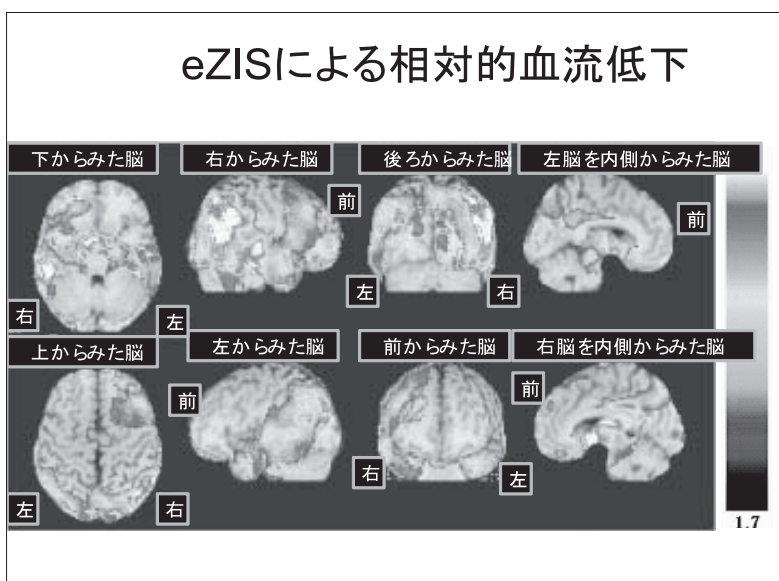 eZISによる相対的血流低下
下からみた脳
右からみた脳
後ろからみた脳
左脳を内側からみた脳
前
前
右
左
左
右
上からみた脳
左からみた脳
前からみた脳
右脳を内側からみた脳
前
前
左
右
右
左
1.7